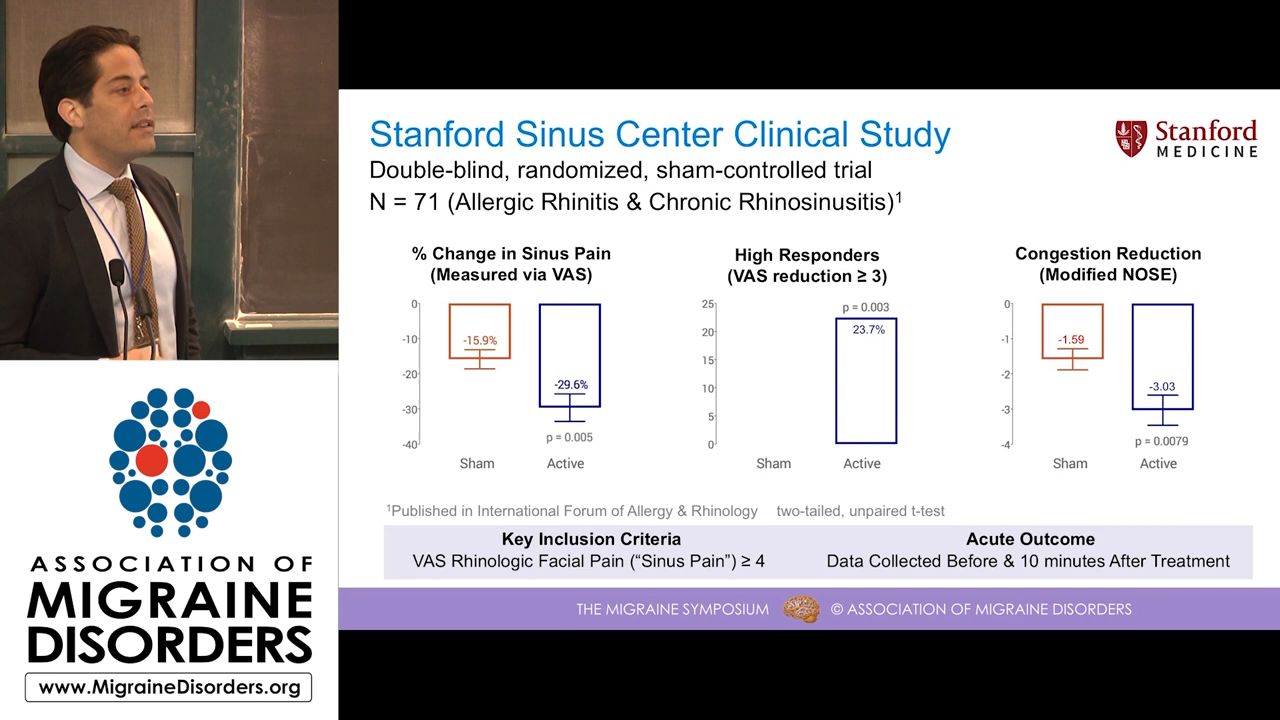 Stanford Sinus Center Clinical Study
Double-blind, randomized, sham-controlled trial
N = 71 (Allergic Rhinitis & Chronic Rhinosinusitis)¹
Stanford
MEDICINE
% Change in Sinus Pain
(Measured via VAS)
0
-10
-20
-30
-40
-15.9%
-29.6%
p = 0.005
Sham
Active
High Responders
(VAS reduction ≥ 3)
25
20
15
10
5
0
p = 0.003
23.7%
Sham
Active
Congestion Reduction
(Modified NOSE)
0
-1
-2
-3
-4
-1.59
-3.03
p = 0.0079
Sham
Active
¹Published in International Forum of Allergy & Rhinology two-tailed, unpaired t-test
Key Inclusion Criteria
VAS Rhinologic Facial Pain (“Sinus Pain”) ≥ 4
Acute Outcome
Data Collected Before & 10 minutes After Treatment
THE MIGRAINE SYMPOSIUM © ASSOCIATION OF MIGRAINE DISORDERS
ASSOCIATION OF
MIGRAINE
DISORDERS
www.MigraineDisorders.org